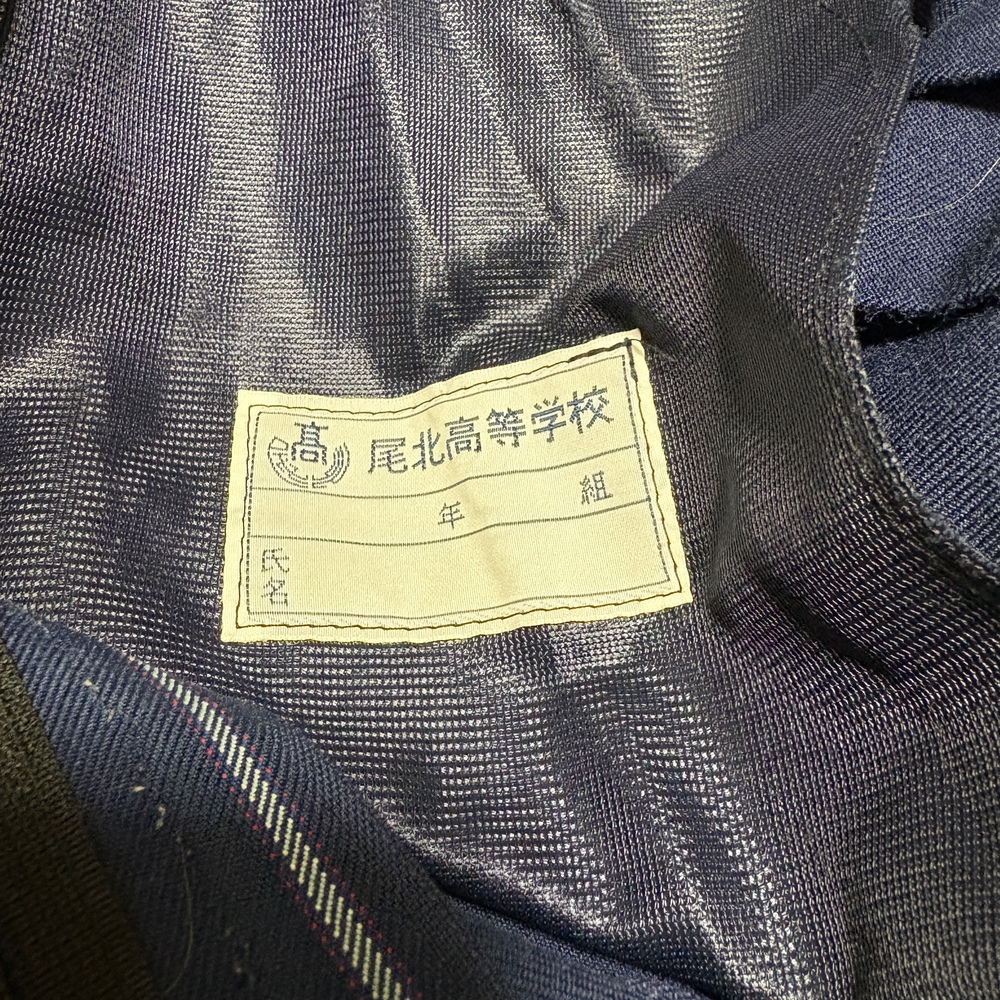 高 尾北高等学校
年 組
氏名